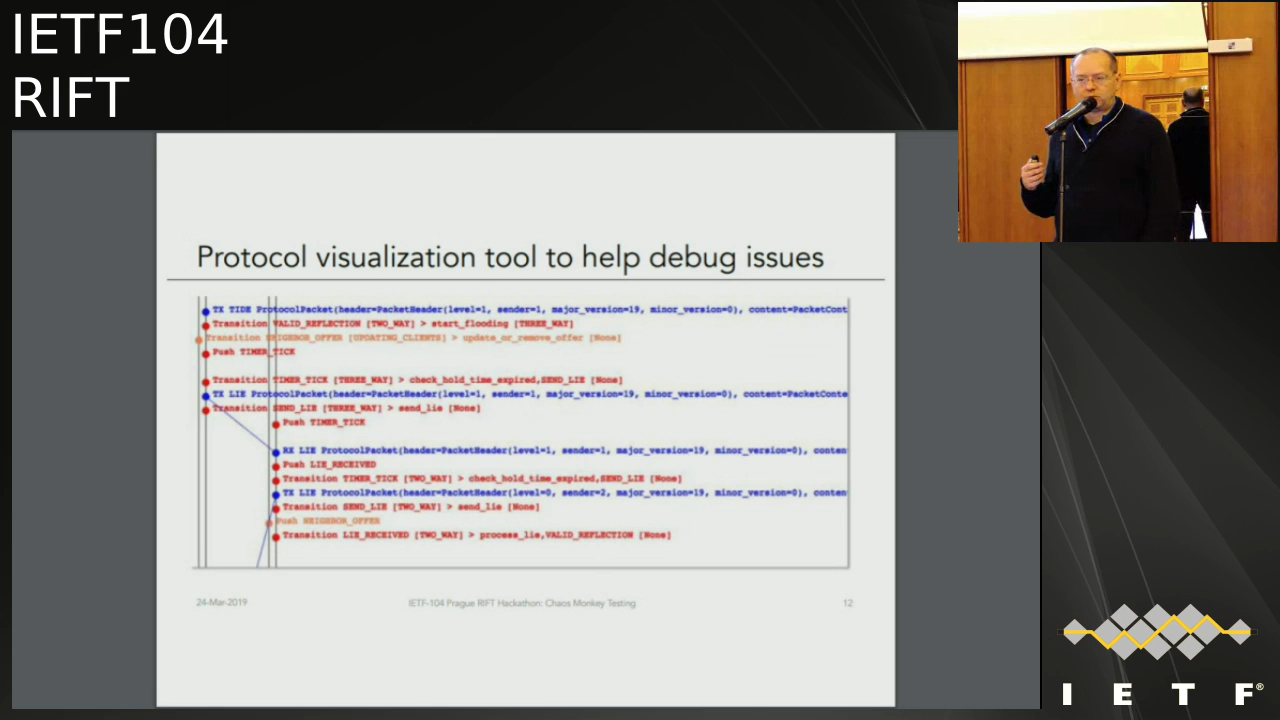 IETF104
RIFT
Protocol visualization tool to help debug issues
TX TIDE ProtocolPacket(header=PacketHeader(level=1, sender=1, major_version=19, minor_version=0), content=PacketCont
Transition VALID_REFLECTION [TWO_WAY] > start_flooding [THREE_WAY]
Transition NEIGHBOR_OFFER [UPDATING_CLIENTS] > update_or_remove_offer [None]
Push TIMER_TICK
Transition TIMER_TICK [THREE_WAY] > check_hold_time_expired,SEND_LIE [None]
TX LIE ProtocolPacket(header=PacketHeader(level=1, sender=1, major_version=19, minor_version=0), content=PacketConte
Transition SEND_LIE [THREE_WAY] > send_lie [None]
Push TIMER_TICK
RX LIE ProtocolPacket(header=PacketHeader(level=1, sender=1, major_version=19, minor_version=0), conten
Push LIE_RECEIVED
Transition TIMER_TICK [TWO_WAY] > check_hold_time_expired,SEND_LIE [None]
TX LIE ProtocolPacket(header=PacketHeader(level=0, sender=2, major_version=19, minor_version=0), conten
Transition SEND_LIE [TWO_WAY] > send_lie [None]
Push NEIGHBOR_OFFER
Transition LIE_RECEIVED [TWO_WAY] > process_lie,VALID_REFLECTION [None]
24-Mar-2019 IETF-104 Prague RIFT Hackathon: Chaos Monkey Testing 12
I E T F®